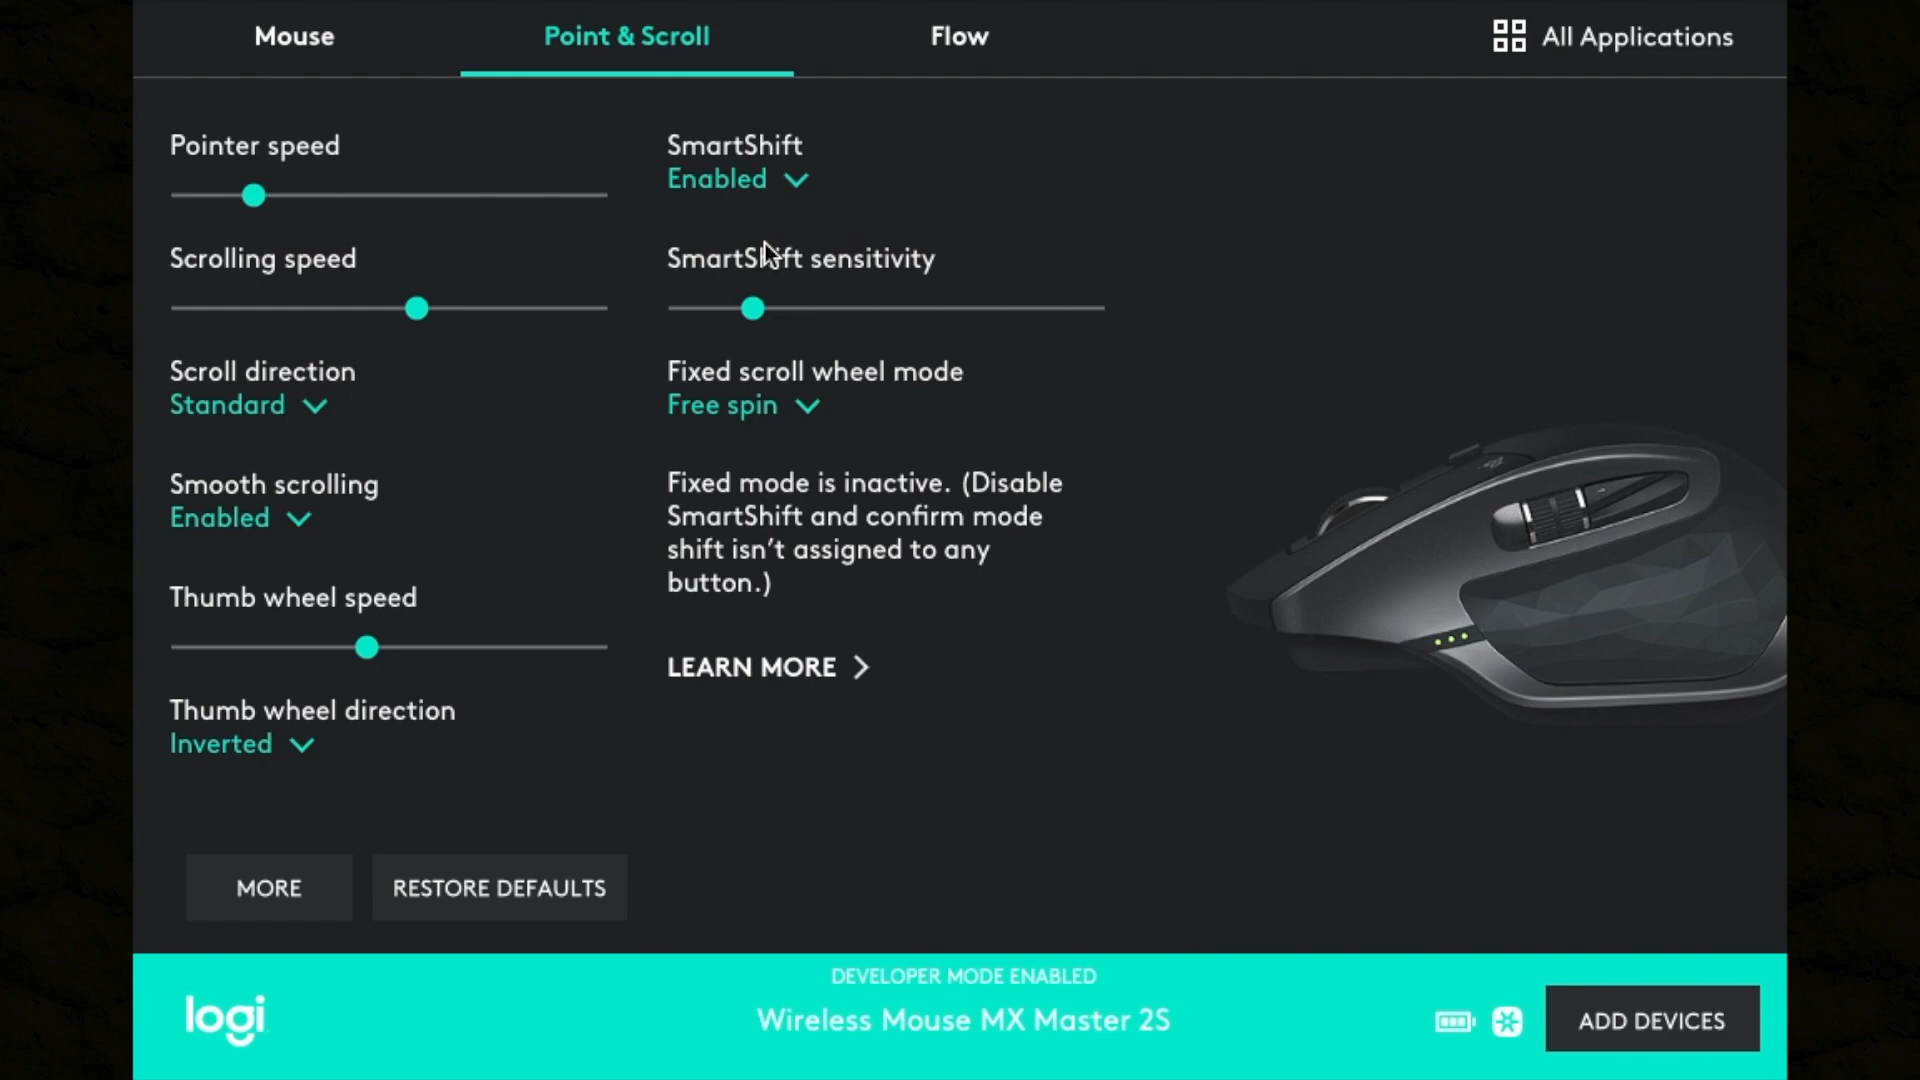 Mouse
Point & Scroll
Flow
All Applications
Pointer speed
Scrolling speed
Scroll direction
Standard
Smooth scrolling
Enabled
Thumb wheel speed
Thumb wheel direction
Inverted
SmartShift
Enabled
SmartShift sensitivity
Fixed scroll wheel mode
Free spin
Fixed mode is inactive. (Disable
SmartShift and confirm mode
shift isn’t assigned to any
button.)
LEARN MORE
MORE
RESTORE DEFAULTS
logi
DEVELOPER MODE ENABLED
Wireless Mouse MX Master 2S
ADD DEVICES